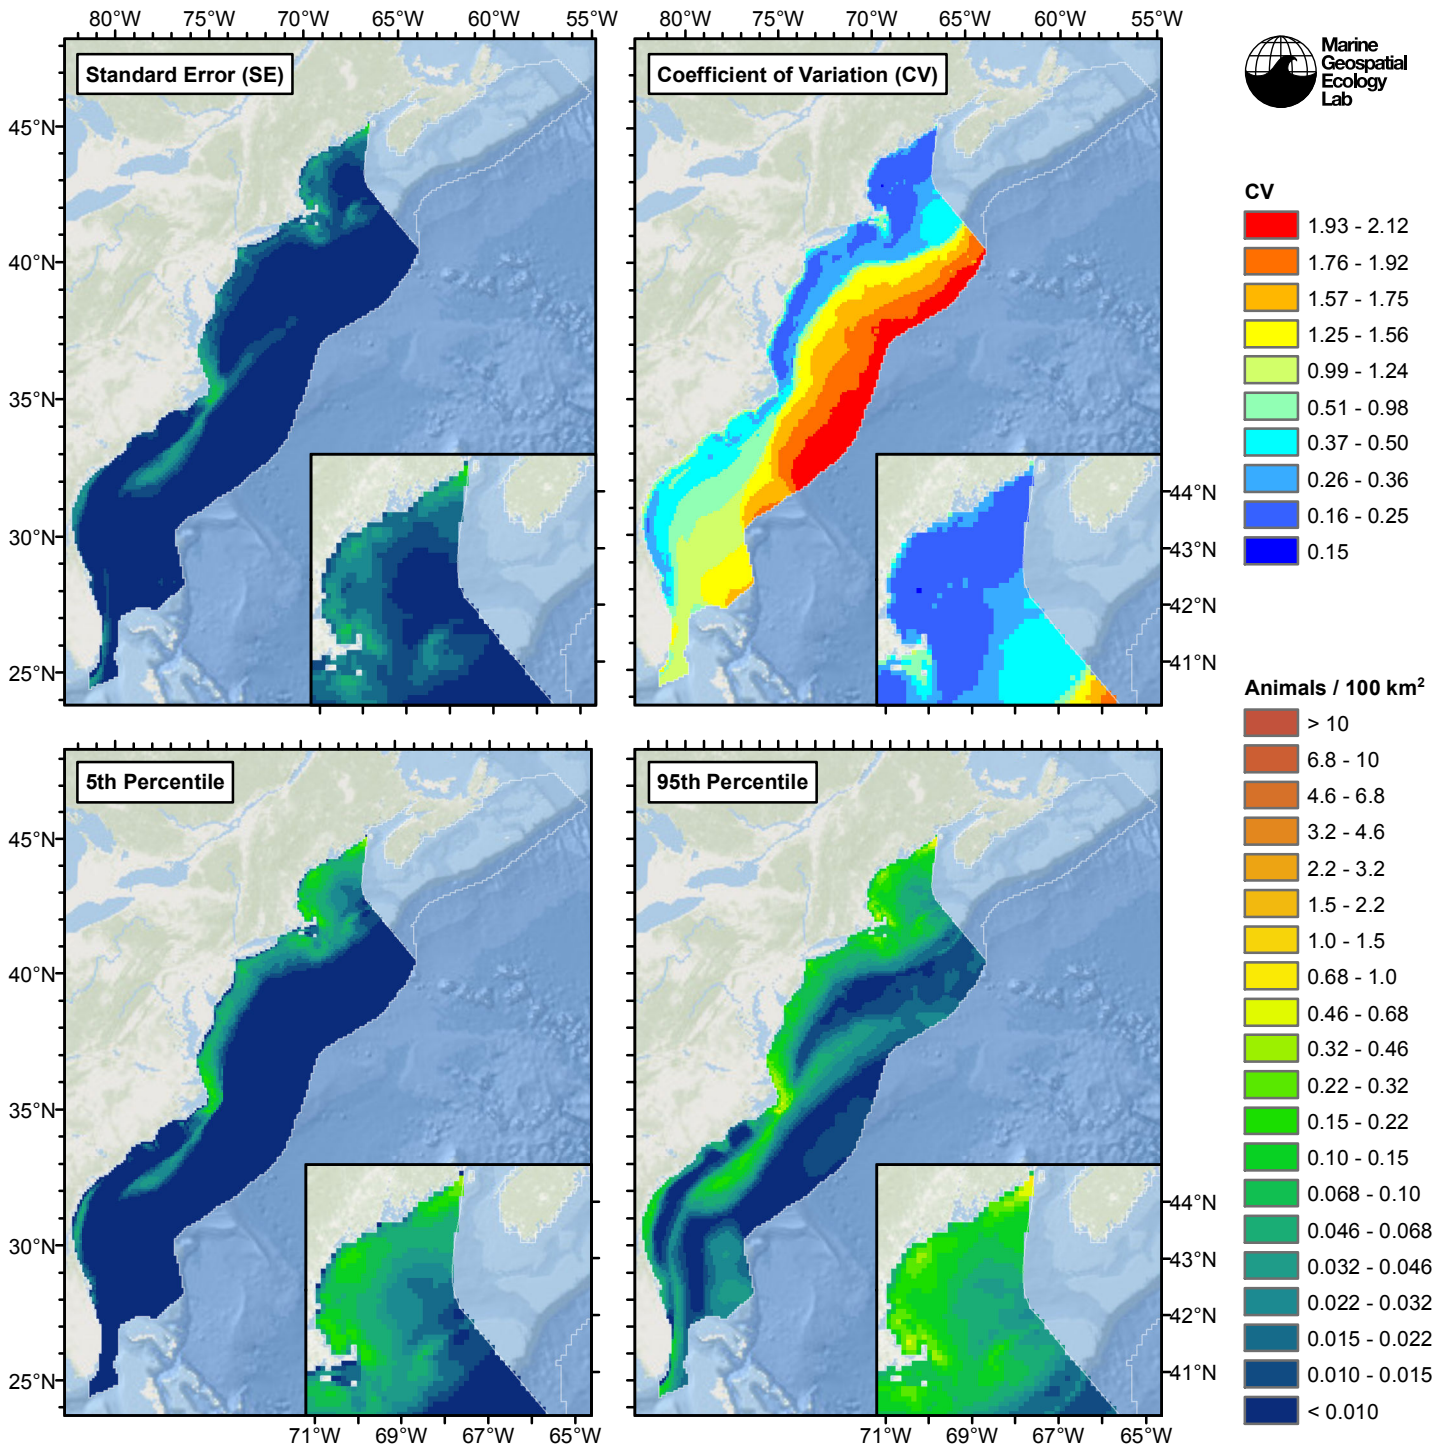 80°W 75°W 70°W 65°W 60°W 55°W
80°W 75°W 70°W 65°W 60°W 55°W
Standard Error (SE)
Coefficient of Variation (CV)
45°N
40°N
35°N
30°N
25°N
44°N
43°N
42°N
41°N
5th Percentile
95th Percentile
45°N
40°N
35°N
30°N
25°N
44°N
43°N
42°N
41°N
71°W 69°W 67°W 65°W
71°W 69°W 67°W 65°W
Marine
Geospatial
Ecology
Lab
CV
1.93 - 2.12
1.76 - 1.92
1.57 - 1.75
1.25 - 1.56
0.99 - 1.24
0.51 - 0.98
0.37 - 0.50
0.26 - 0.36
0.16 - 0.25
0.15
Animals / 100 km²
> 10
6.8 - 10
4.6 - 6.8
3.2 - 4.6
2.2 - 3.2
1.5 - 2.2
1.0 - 1.5
0.68 - 1.0
0.46 - 0.68
0.32 - 0.46
0.22 - 0.32
0.15 - 0.22
0.10 - 0.15
0.068 - 0.10
0.046 - 0.068
0.032 - 0.046
0.022 - 0.032
0.015 - 0.022
0.010 - 0.015
< 0.010